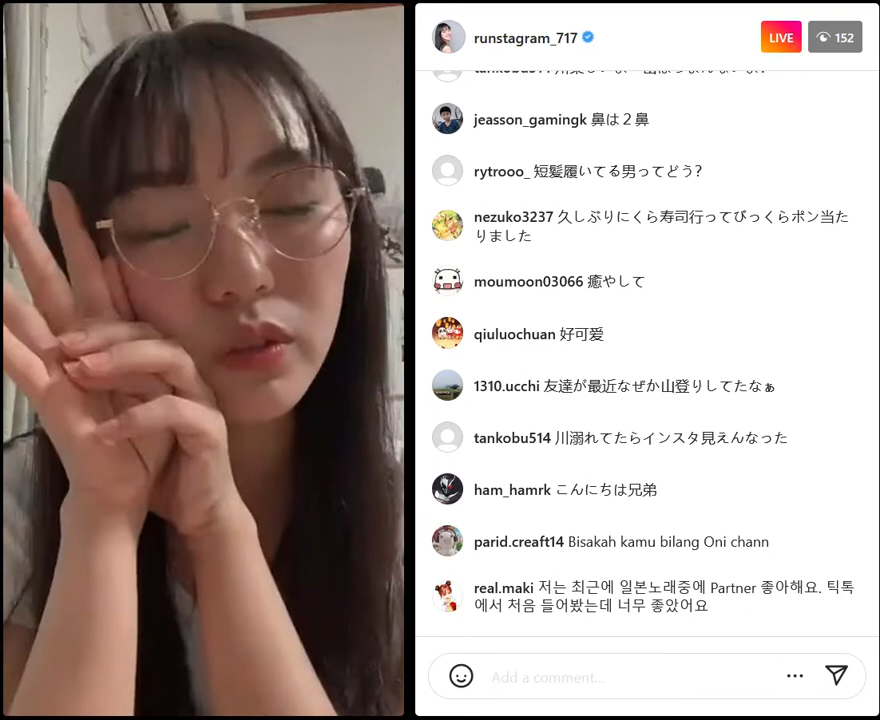 runstagram_717
LIVE
152
jeasson_gamingk 鼻は２鼻
rytrooo_ 短髪履いてる男ってどう?
nezuko3237 久しぶりにくら寿司行ってびっくらポン当た
りました
moumoon03066 癒やして
qiuluochuan 好可爱
1310.ucchi 友達が最近なぜか山登りしてたなぁ
tankobu514 川溺れてたらインスタ見えんなった
ham_hamrk こんにちは兄弟
parid.creaft14 Bisakah kamu bilang Oni chann
real.maki 저는 최근에 일본노래중에 Partner 좋아해요. 틱톡
에서 처음 들어봤는데 너무 좋았어요
Add a comment...